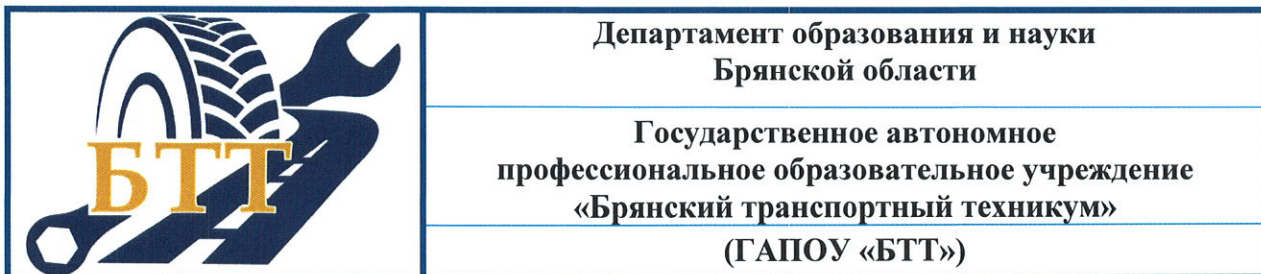 БТТ
Департамент образования и науки
Брянской области
Государственное автономное
профессиональное образовательное учреждение
«Брянский транспортный техникум»
(ГАПОУ «БТТ»)